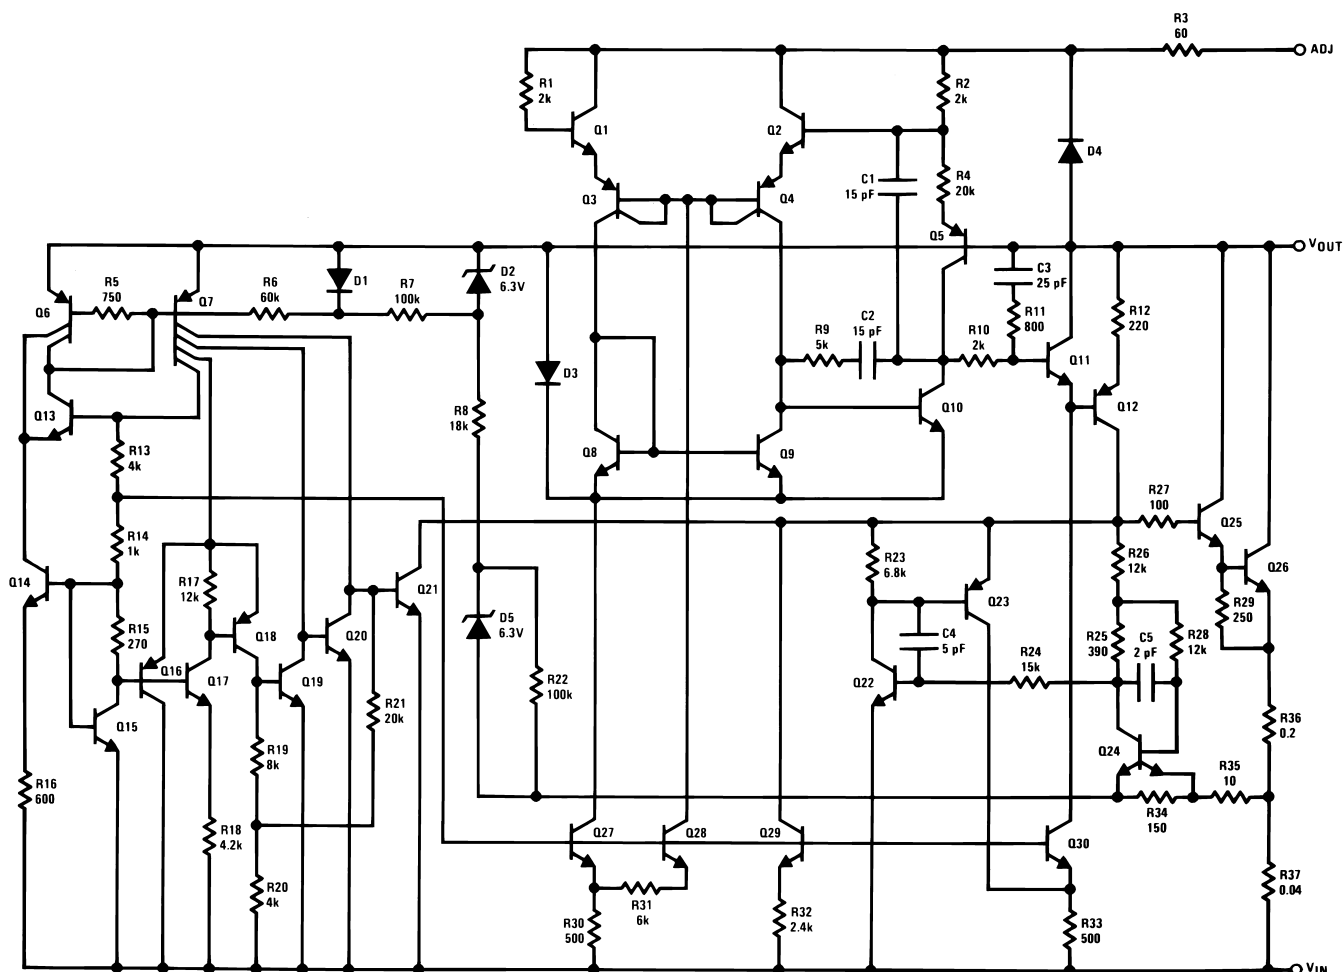 R3
60
ADJ
R1
2k
Q1
Q2
R2
2k
D4
C1
15 pF
R4
20k
Q3
Q4
Q5
VOUT
R5
750
Q6
Q7
R6
60k
D1
R7
100k
D2
6.3V
C3
25 pF
R11
800
R12
220
R9
5k
C2
15 pF
R10
2k
Q11
D3
Q13
R8
18k
Q10
Q12
R13
4k
Q8
Q9
R27
100
Q25
R14
1k
Q14
R17
12k
Q21
R23
6.8k
R26
12k
Q26
Q23
R29
250
R15
270
Q18
Q20
D5
6.3V
C4
5 pF
R25
390
C5
2 pF
R28
12k
Q16
Q17
Q19
R22
100k
Q22
R24
15k
R21
20k
Q15
R36
0.2
R19
8k
Q24
R35
10
R16
600
R34
150
R18
4.2k
Q27
Q28
Q29
Q30
R20
4k
R31
6k
R37
0.04
R30
500
R32
2.4k
R33
500
VIN